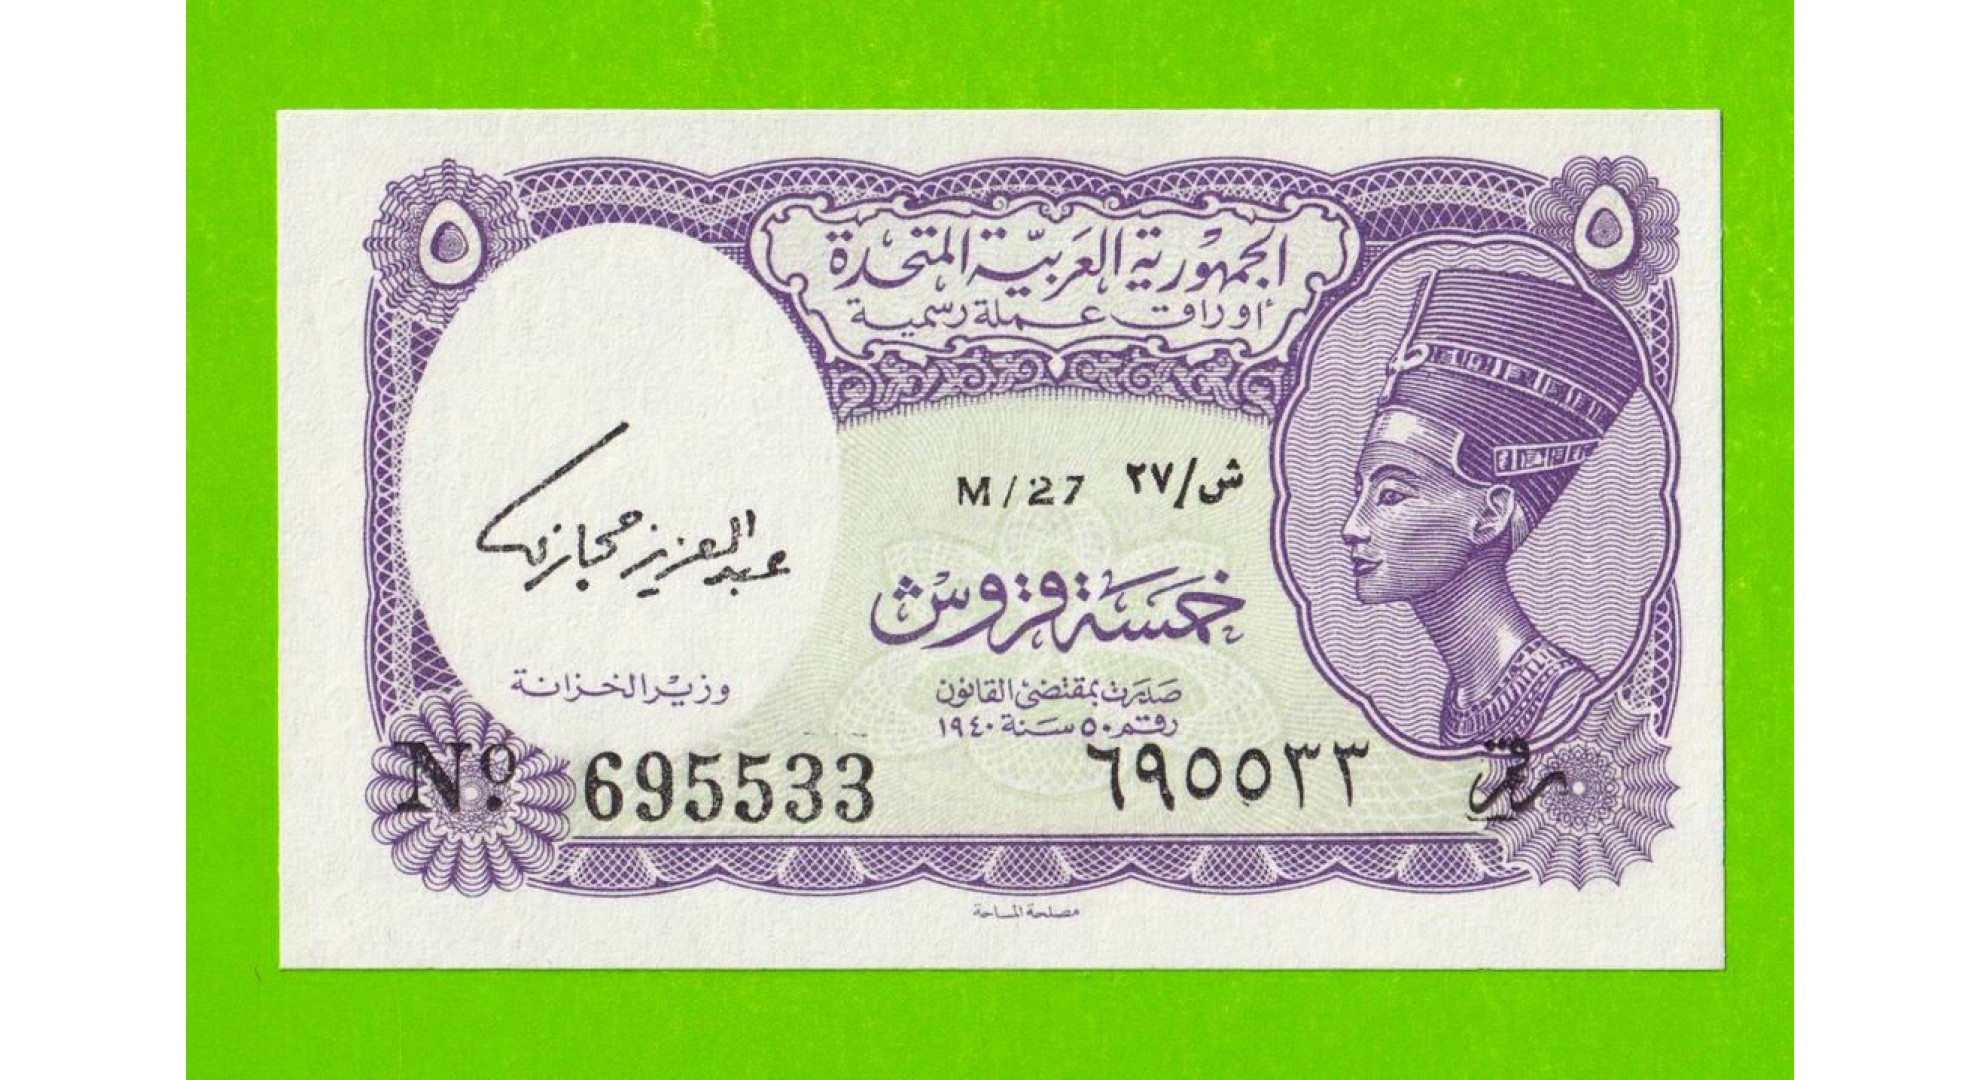 ٥ ٥
الجمهورية العربية المتحدة
أوراق عملة رسمية
M/27 ش/٢٧
عبد العزيز حجازي
خمسة قروش
وزير الخزانة
صدرت بمقتضى القانون
رقم ٥٠ سنة ١٩٤٠
Nº 695533 ٦٩٥٥٣٣ رقم
مصلحة المساحة